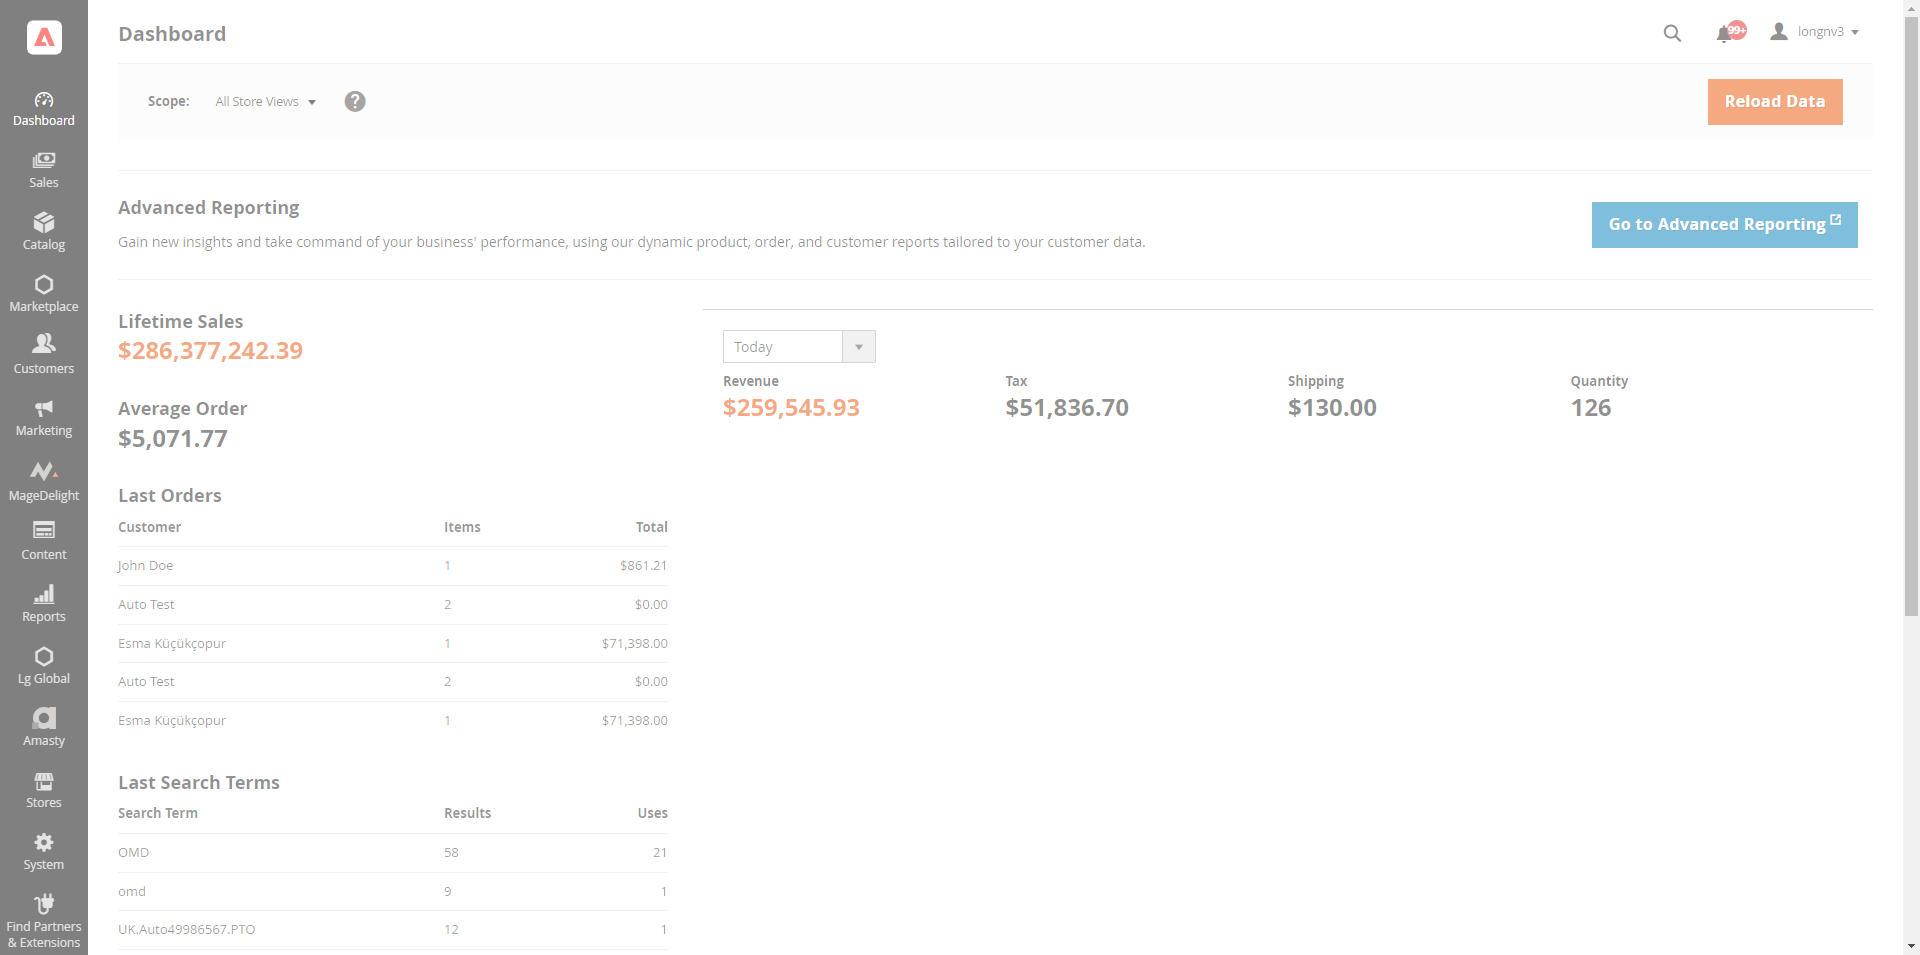 Dashboard
99+
longnv3
Scope:
All Store Views
?
Reload Data
Advanced Reporting
Gain new insights and take command of your business' performance, using our dynamic product, order, and customer reports tailored to your customer data.
Go to Advanced Reporting
Lifetime Sales
$286,377,242.39
Average Order
$5,071.77
Today
Revenue Tax Shipping Quantity
$259,545.93 $51,836.70 $130.00 126
Last Orders
Customer Items Total
John Doe 1 $861.21
Auto Test 2 $0.00
Esma Küçükçopur 1 $71,398.00
Auto Test 2 $0.00
Esma Küçükçopur 1 $71,398.00
Last Search Terms
Search Term Results Uses
OMD 58 21
omd 9 1
UK.Auto49986567.PTO 12 1
Dashboard
Sales
Catalog
Marketplace
Customers
Marketing
MageDelight
Content
Reports
Lg Global
Amasty
Stores
System
Find Partners
& Extensions